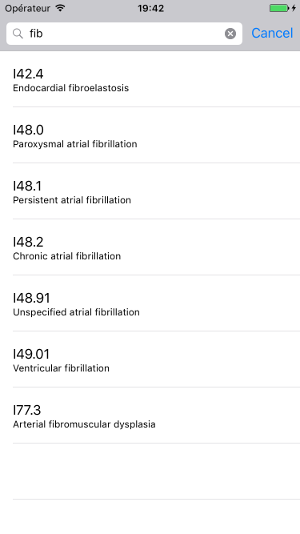 Opérateur 19:42
fib Cancel
I42.4
Endocardial fibroelastosis
I48.0
Paroxysmal atrial fibrillation
I48.1
Persistent atrial fibrillation
I48.2
Chronic atrial fibrillation
I48.91
Unspecified atrial fibrillation
I49.01
Ventricular fibrillation
I77.3
Arterial fibromuscular dysplasia